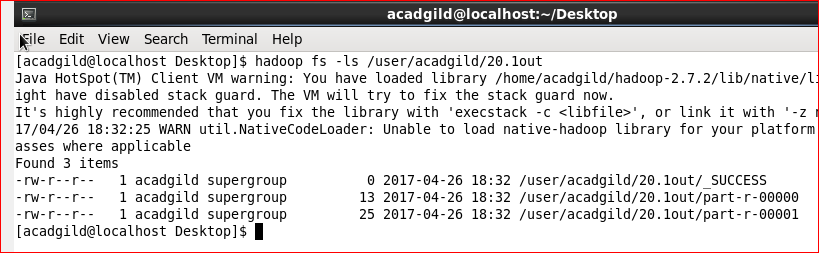 acadgild@localhost:~/Desktop
File Edit View Search Terminal Help
[acadgild@localhost Desktop]$ hadoop fs -ls /user/acadgild/20.1out
Java HotSpot(TM) Client VM warning: You have loaded library /home/acadgild/hadoop-2.7.2/lib/native/li
ight have disabled stack guard. The VM will try to fix the stack guard now.
It's highly recommended that you fix the library with 'execstack -c <libfile>', or link it with '-z
17/04/26 18:32:25 WARN util.NativeCodeLoader: Unable to load native-hadoop library for your platform
asses where applicable
Found 3 items
-rw-r--r--   1 acadgild supergroup          0 2017-04-26 18:32 /user/acadgild/20.1out/_SUCCESS
-rw-r--r--   1 acadgild supergroup         13 2017-04-26 18:32 /user/acadgild/20.1out/part-r-00000
-rw-r--r--   1 acadgild supergroup         25 2017-04-26 18:32 /user/acadgild/20.1out/part-r-00001
[acadgild@localhost Desktop]$